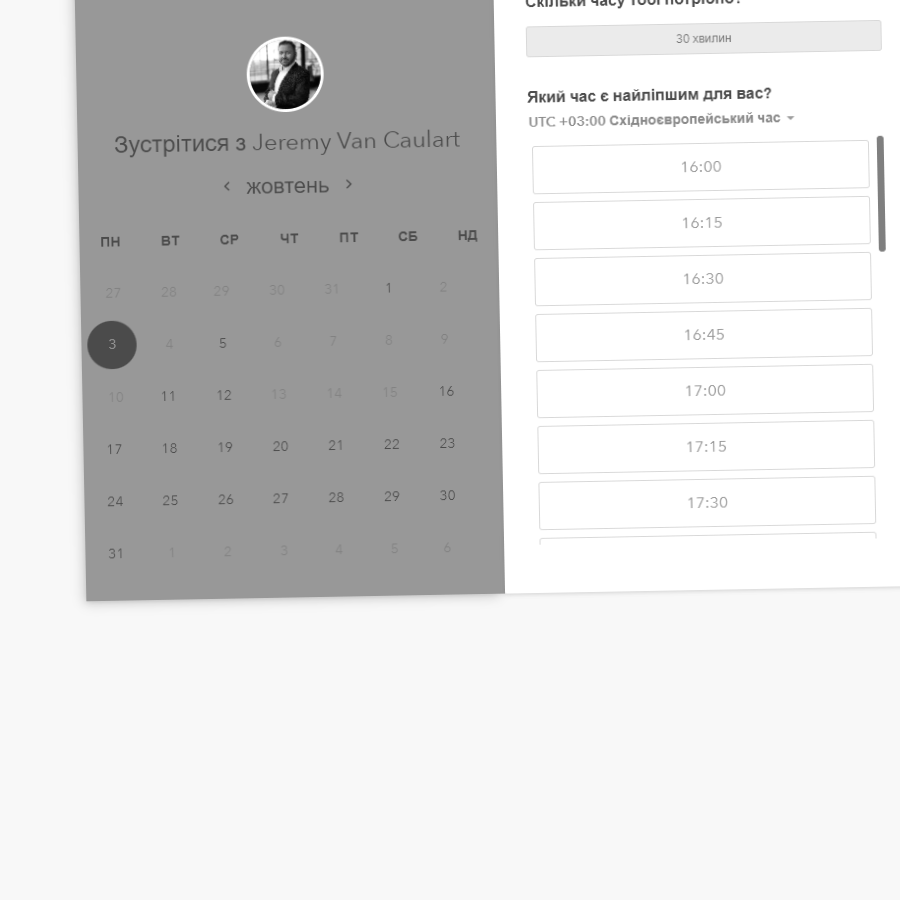 Зустрітися з Jeremy Van Caulart
‹ жовтень ›
ПН ВТ СР ЧТ ПТ СБ НД
27 28 29 30 31 1 2
3 4 5 6 7 8 9
10 11 12 13 14 15 16
17 18 19 20 21 22 23
24 25 26 27 28 29 30
31 1 2 3 4 5 6
Скільки часу тобі потрібно?
30 хвилин
Який час є найліпшим для вас?
UTC +03:00 Східноєвропейський час
16:00
16:15
16:30
16:45
17:00
17:15
17:30